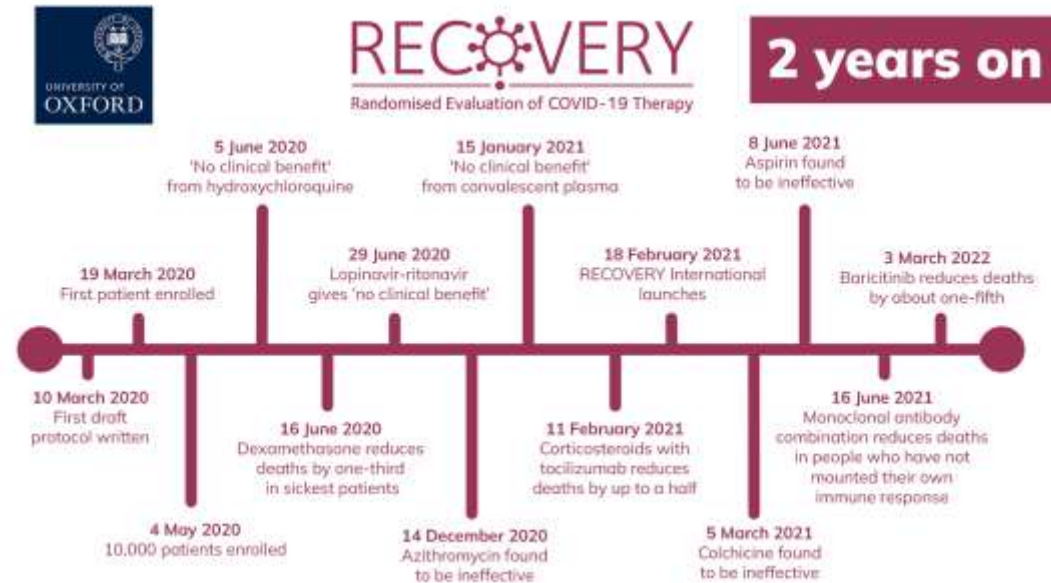 UNIVERSITY OF
OXFORD
RECOVERY
Randomised Evaluation of COVID-19 Therapy
2 years on
10 March 2020
First draft
protocol written
19 March 2020
First patient enrolled
4 May 2020
10,000 patients enrolled
5 June 2020
'No clinical benefit'
from hydroxychloroquine
16 June 2020
Dexamethasone reduces
deaths by one-third
in sickest patients
29 June 2020
Lopinavir-ritonavir
gives 'no clinical benefit'
14 December 2020
Azithromycin found
to be ineffective
15 January 2021
'No clinical benefit'
from convalescent plasma
11 February 2021
Corticosteroids with
tocilizumab reduces
deaths by up to a half
18 February 2021
RECOVERY International
launches
5 March 2021
Colchicine found
to be ineffective
8 June 2021
Aspirin found
to be ineffective
16 June 2021
Monoclonal antibody
combination reduces deaths
in people who have not
mounted their own
immune response
3 March 2022
Baricitinib reduces deaths
by about one-fifth